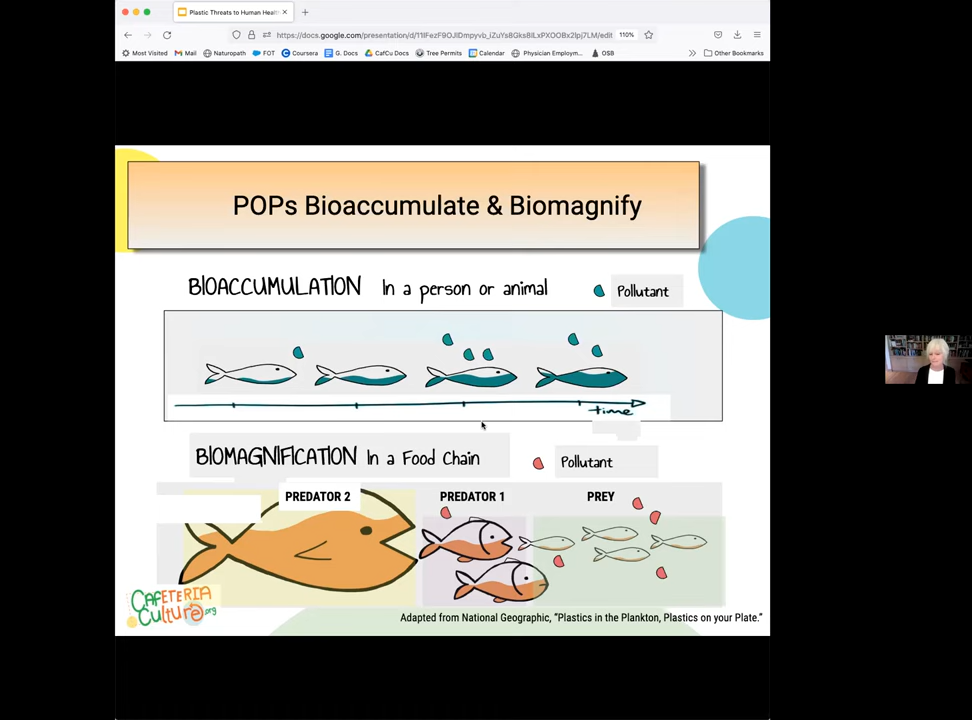 Plastic Threats to Human Healt
https://docs.google.com/presentation/d/
110%
Most Visited Mail Naturopath FOT Coursera G. Docs CafCu Docs Tree Permits Calendar Physician Employm... OSB Other Bookmarks
POPs Bioaccumulate & Biomagnify
BIOACCUMULATION In a person or animal
Pollutant
time
BIOMAGNIFICATION In a Food Chain
Pollutant
PREDATOR 2
PREDATOR 1
PREY
CAFETERIA
CULTURE.org
Adapted from National Geographic, “Plastics in the Plankton, Plastics on your Plate.”